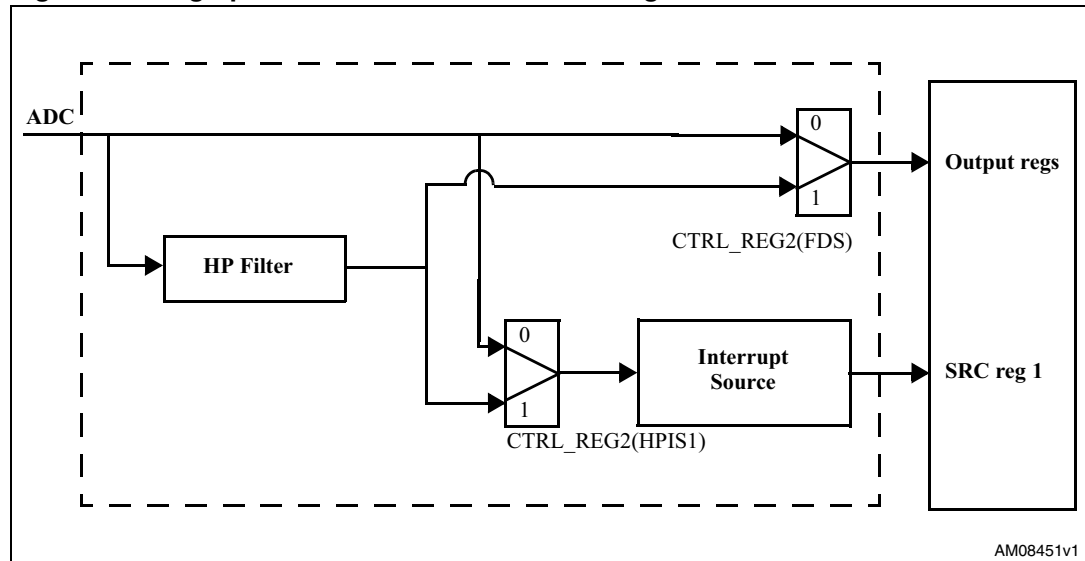 ADC
0
1
Output regs
CTRL_REG2(FDS)
HP Filter
0
1
Interrupt
Source
SRC reg 1
CTRL_REG2(HPIS1)
AM08451v1